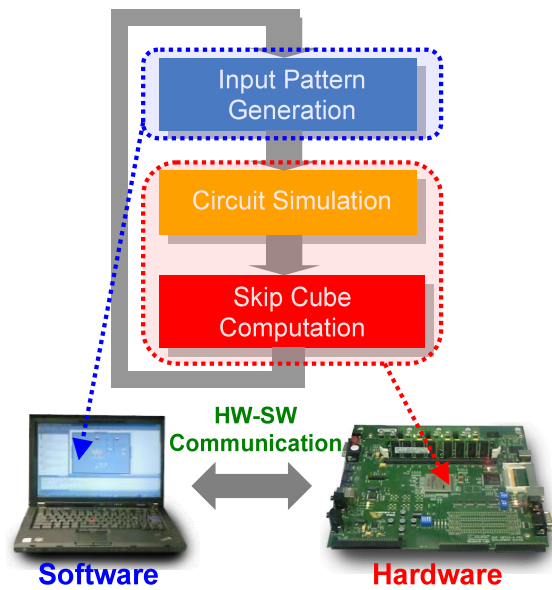 Input Pattern
Generation
Circuit Simulation
Skip Cube
Computation
HW-SW
Communication
Software
Hardware